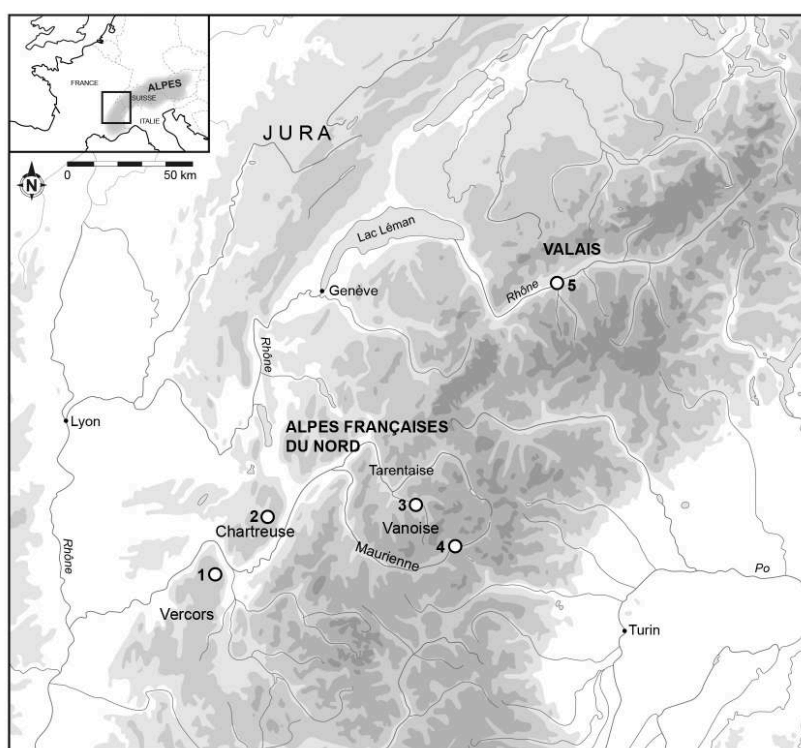 FRANCE
ALPES
SUISSE
ITALIE
N
0 50 km
JURA
Lac Léman
Genève
VALAIS
Rhône
5
Rhône
Lyon
ALPES FRANÇAISES
DU NORD
Tarentaise
3
Vanoise
2
Chartreuse
4
Maurienne
1
Vercors
Rhône
Po
Turin